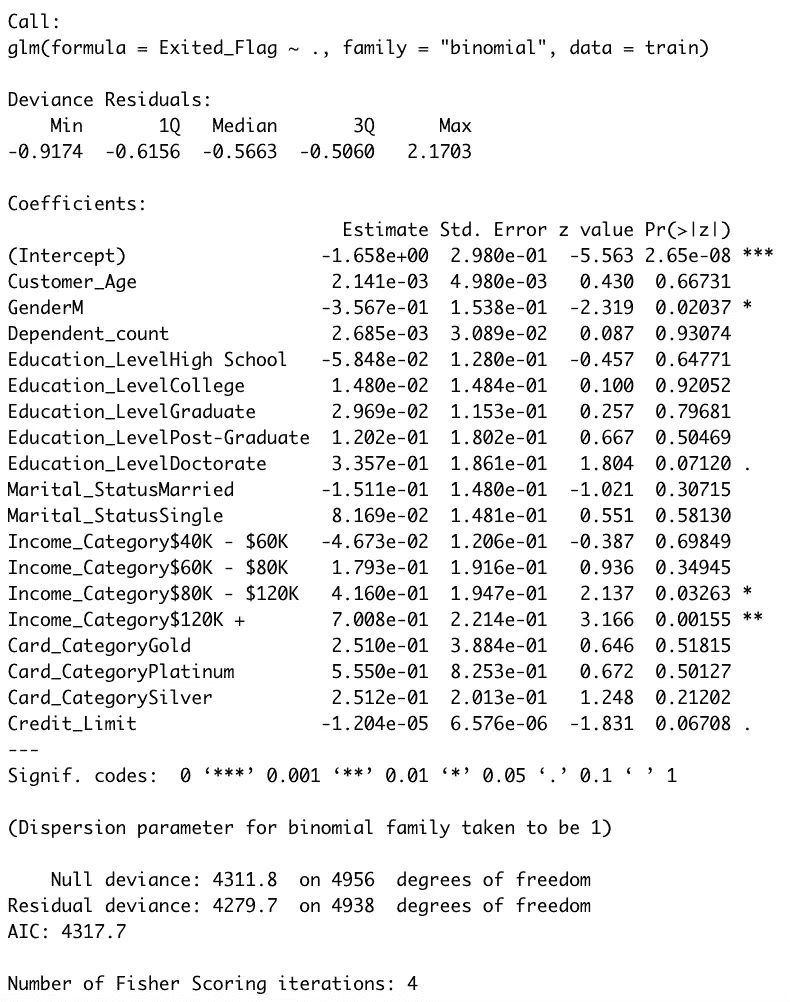 Call:
glm(formula = Exited_Flag ~ ., family = "binomial", data = train)

Deviance Residuals:
    Min       1Q   Median       3Q      Max
-0.9174  -0.6156  -0.5663  -0.5060   2.1703

Coefficients:
                               Estimate Std. Error z value Pr(>|z|)
(Intercept)                  -1.658e+00  2.980e-01  -5.563 2.65e-08 ***
Customer_Age                  2.141e-03  4.980e-03   0.430  0.66731
GenderM                      -3.567e-01  1.538e-01  -2.319  0.02037 *
Dependent_count               2.685e-03  3.089e-02   0.087  0.93074
Education_LevelHigh School   -5.848e-02  1.280e-01  -0.457  0.64771
Education_LevelCollege        1.480e-02  1.484e-01   0.100  0.92052
Education_LevelGraduate       2.969e-02  1.153e-01   0.257  0.79681
Education_LevelPost-Graduate  1.202e-01  1.802e-01   0.667  0.50469
Education_LevelDoctorate      3.357e-01  1.861e-01   1.804  0.07120 .
Marital_StatusMarried        -1.511e-01  1.480e-01  -1.021  0.30715
Marital_StatusSingle          8.169e-02  1.481e-01   0.551  0.58130
Income_Category$40K - $60K   -4.673e-02  1.206e-01  -0.387  0.69849
Income_Category$60K - $80K    1.793e-01  1.916e-01   0.936  0.34945
Income_Category$80K - $120K   4.160e-01  1.947e-01   2.137  0.03263 *
Income_Category$120K +        7.008e-01  2.214e-01   3.166  0.00155 **
Card_CategoryGold             2.510e-01  3.884e-01   0.646  0.51815
Card_CategoryPlatinum         5.550e-01  8.253e-01   0.672  0.50127
Card_CategorySilver           2.512e-01  2.013e-01   1.248  0.21202
Credit_Limit                 -1.204e-05  6.576e-06  -1.831  0.06708 .
---
Signif. codes:  0 ‘***’ 0.001 ‘**’ 0.01 ‘*’ 0.05 ‘.’ 0.1 ‘ ’ 1

(Dispersion parameter for binomial family taken to be 1)

    Null deviance: 4311.8  on 4956  degrees of freedom
Residual deviance: 4279.7  on 4938  degrees of freedom
AIC: 4317.7

Number of Fisher Scoring iterations: 4